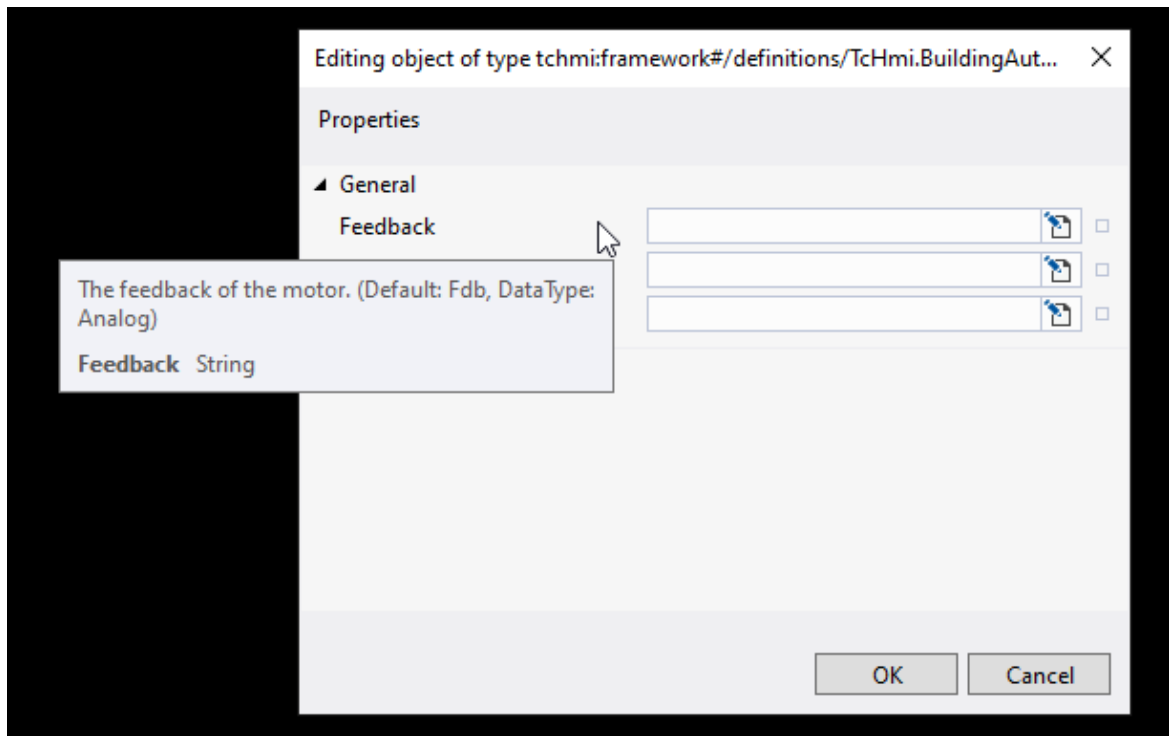 Editing object of type tchmi:framework#/definitions/TcHmi.BuildingAut...
Properties
General
Feedback
The feedback of the motor. (Default: Fdb, DataType:
Analog)
Feedback String
OK
Cancel